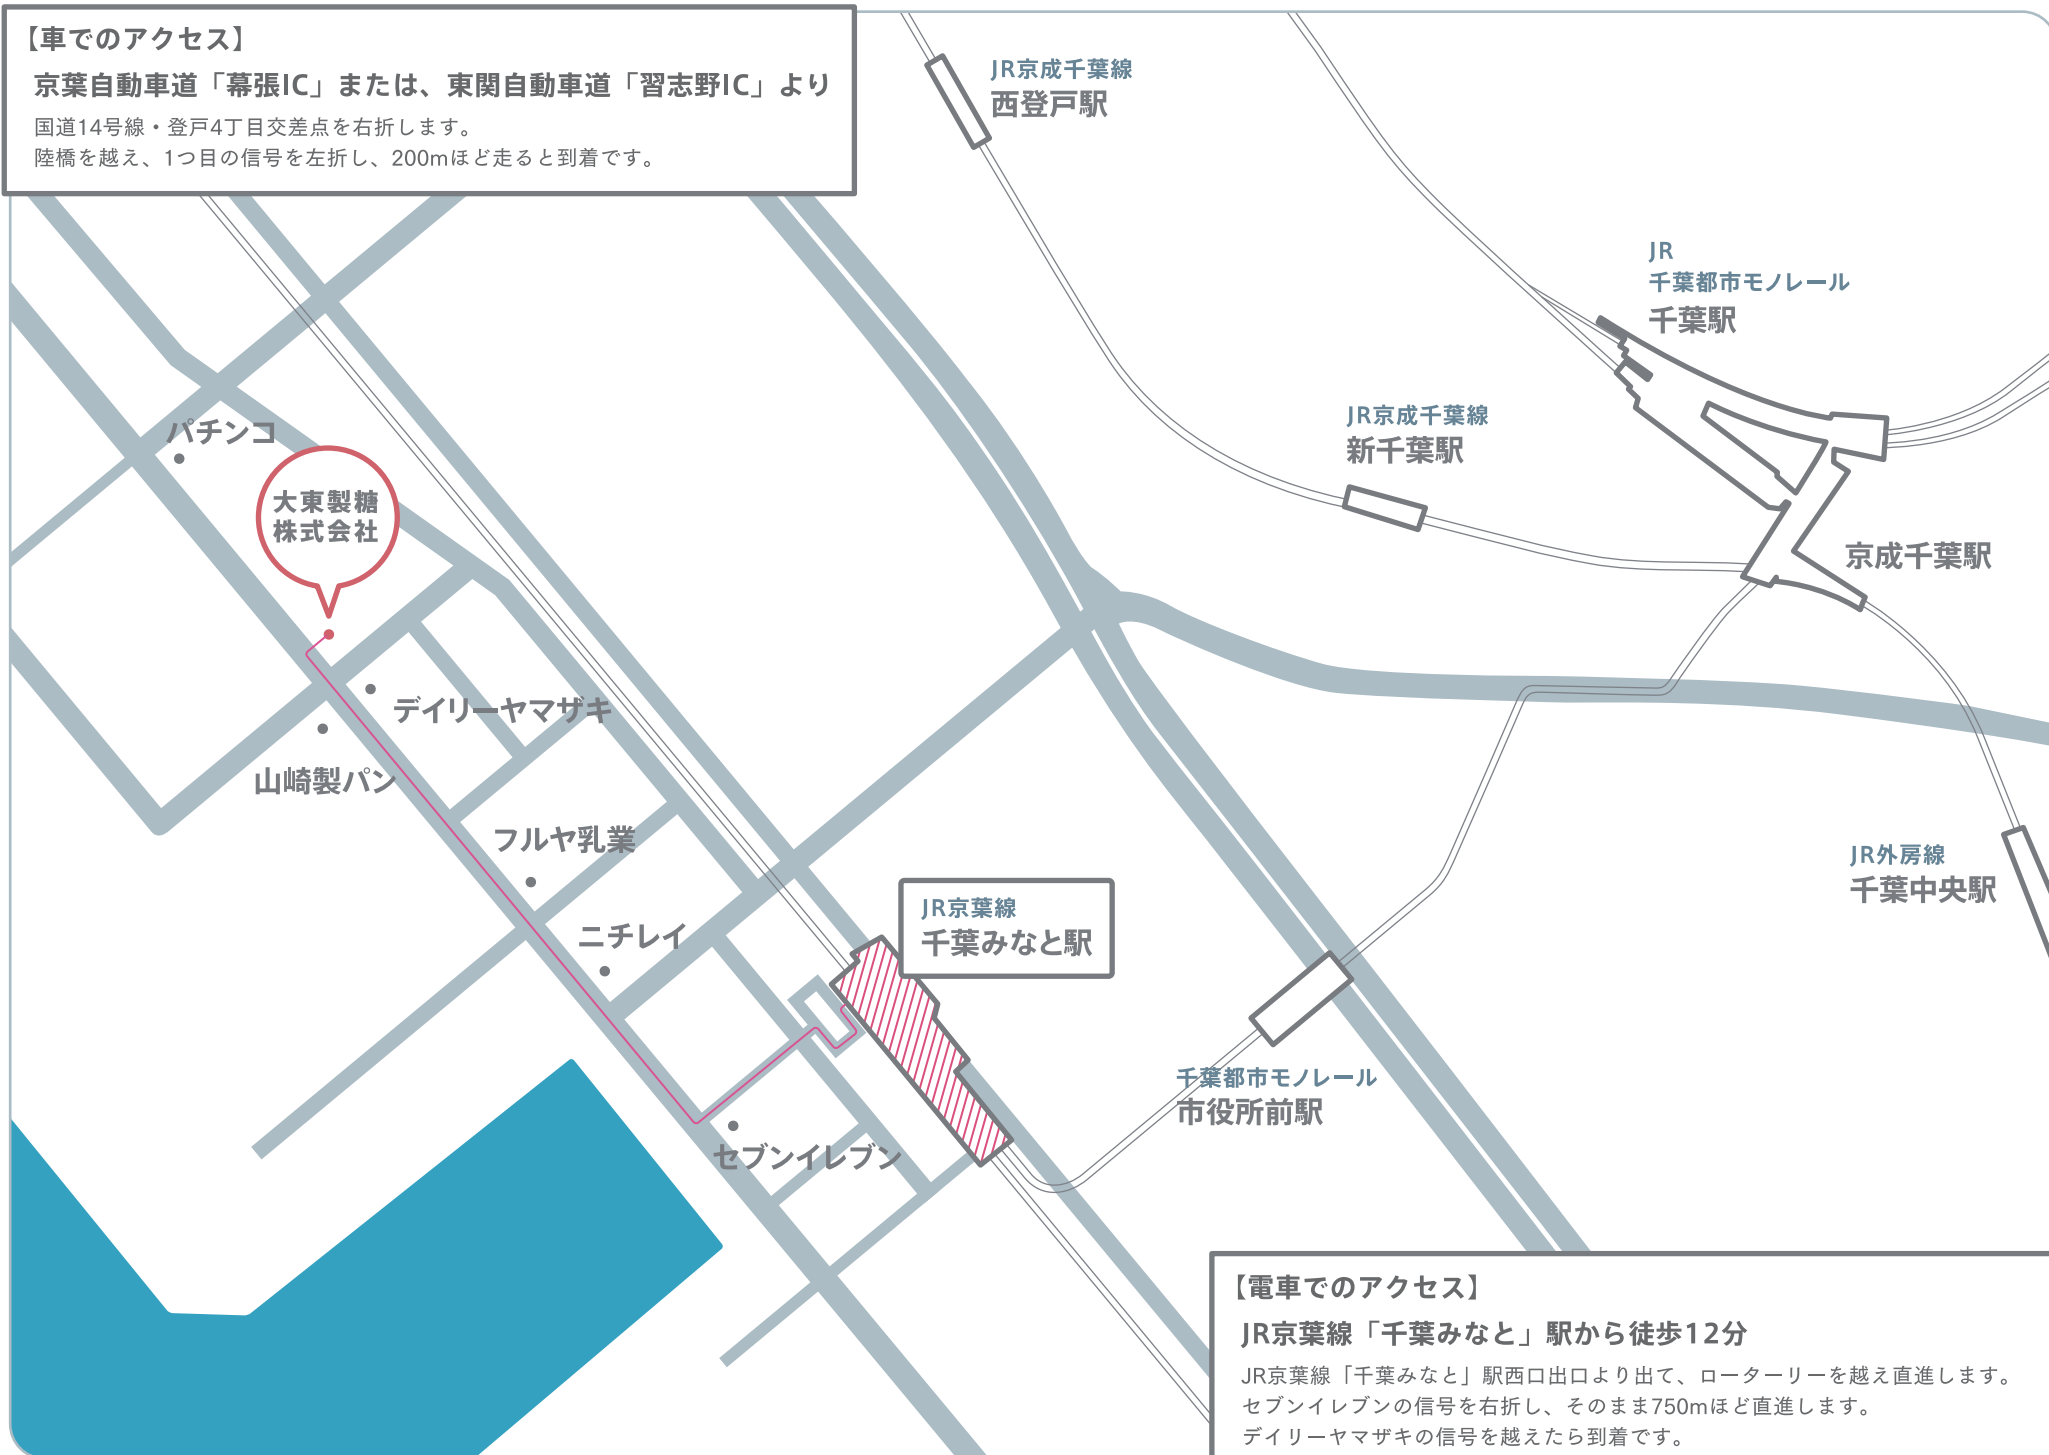 【車でのアクセス】
京葉自動車道「幕張IC」または、東関自動車道「習志野IC」より
国道14号線・登戸4丁目交差点を右折します。
陸橋を越え、1つ目の信号を左折し、200mほど走ると到着です。
JR京成千葉線
西登戸駅
JR
千葉都市モノレール
千葉駅
JR京成千葉線
新千葉駅
京成千葉駅
パチンコ
大東製糖
株式会社
デイリーヤマザキ
山崎製パン
フルヤ乳業
ニチレイ
JR京葉線
千葉みなと駅
JR外房線
千葉中央駅
千葉都市モノレール
市役所前駅
セブンイレブン
【電車でのアクセス】
JR京葉線「千葉みなと」駅から徒歩12分
JR京葉線「千葉みなと」駅西口出口より出て、ローターリーを越え直進します。
セブンイレブンの信号を右折し、そのまま750mほど直進します。
デイリーヤマザキの信号を越えたら到着です。